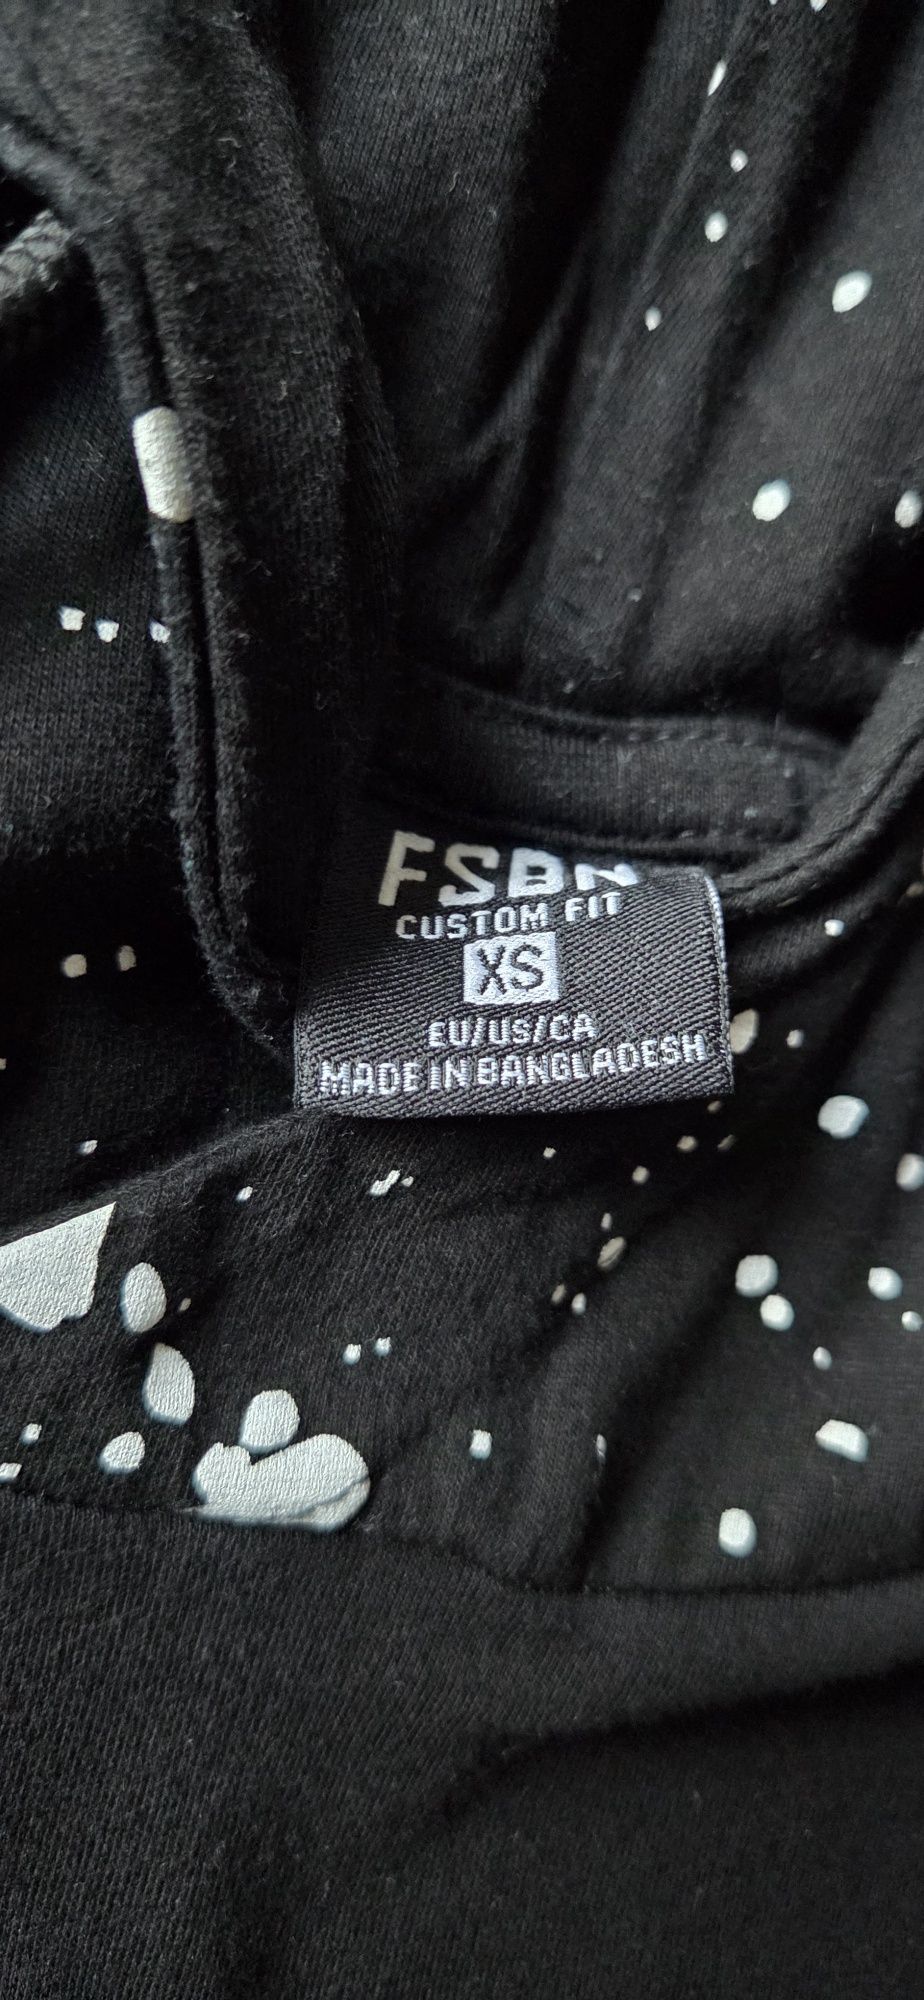 FSBN
CUSTOM FIT
XS
EU/US/CA
MADE IN BANGLADESH